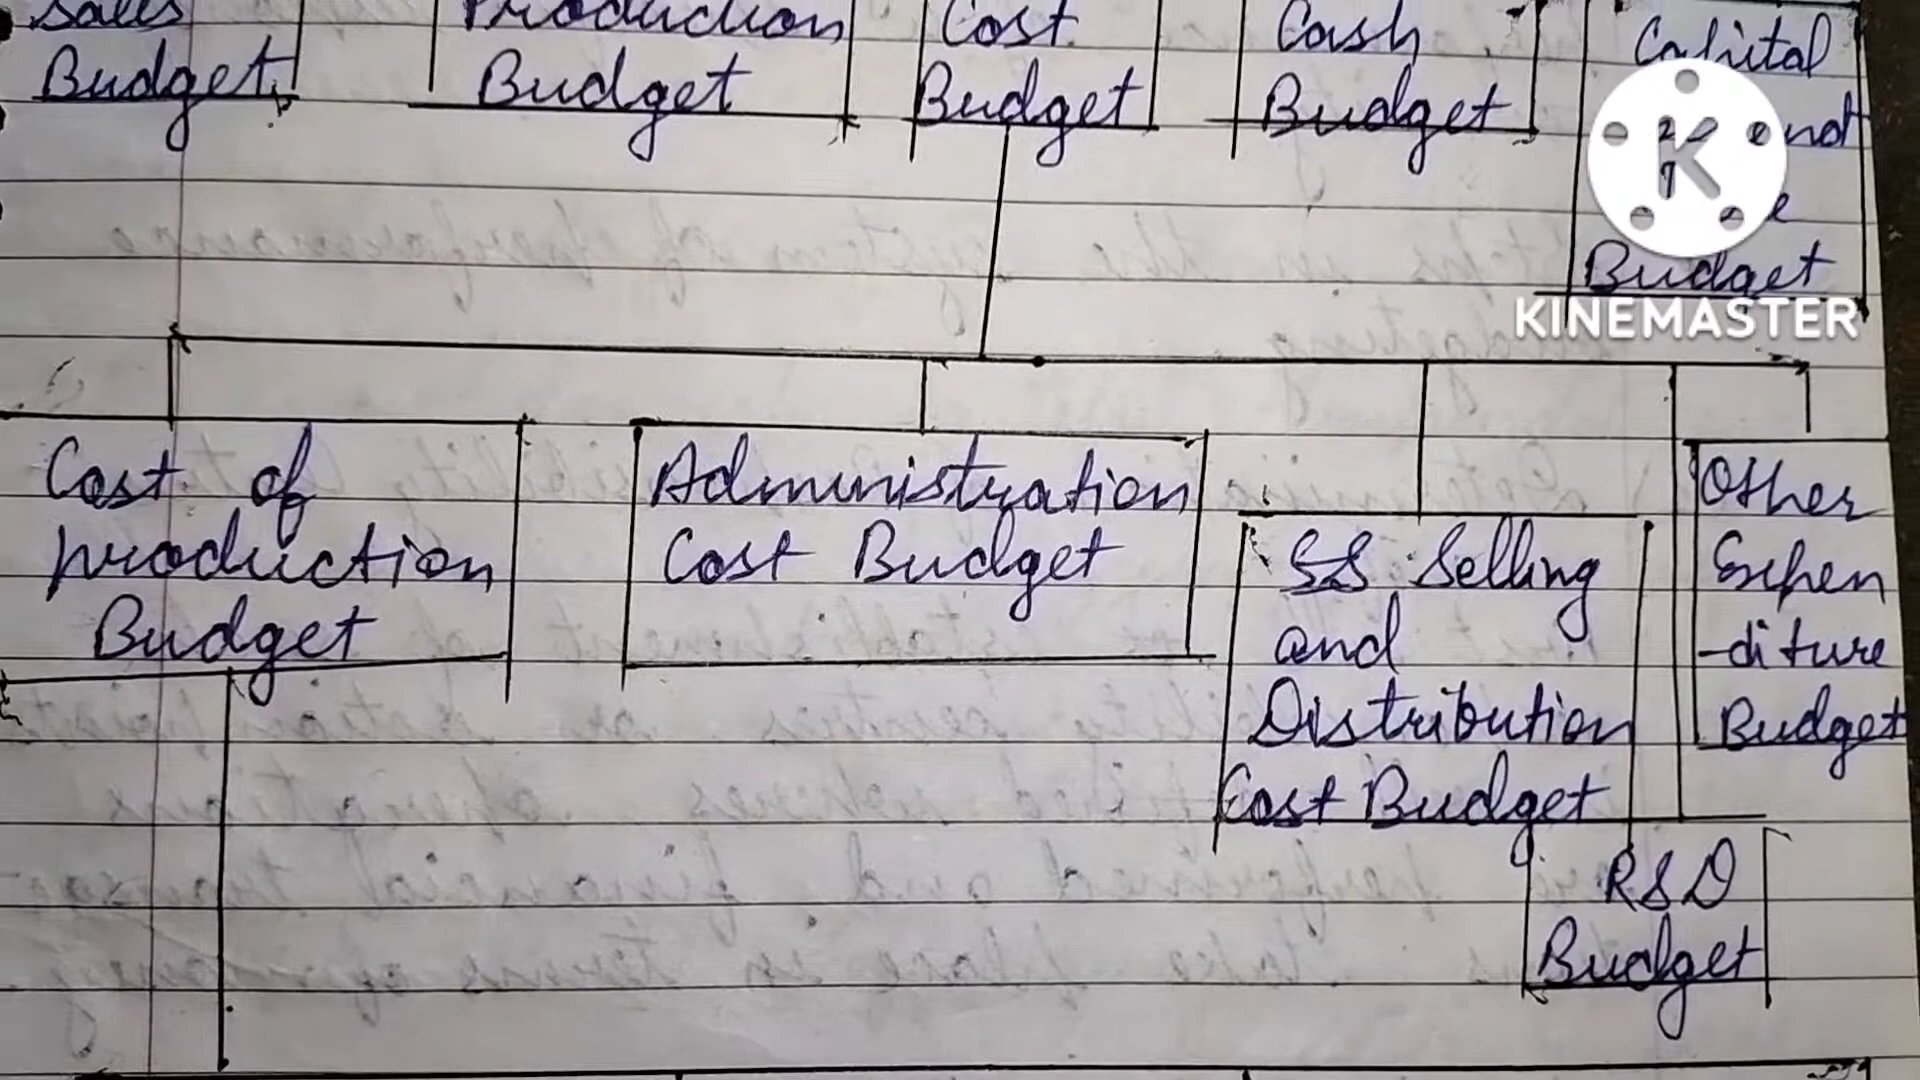 Sales
Budget
Production
Budget
Cost
Budget
Cash
Budget
Capital
Budget
KINEMASTER
Cost of
production
Budget
Administration
Cost Budget
SS Selling
and
Distribution
Cost Budget
Other
Expen
-diture
Budget
R&D
Budget